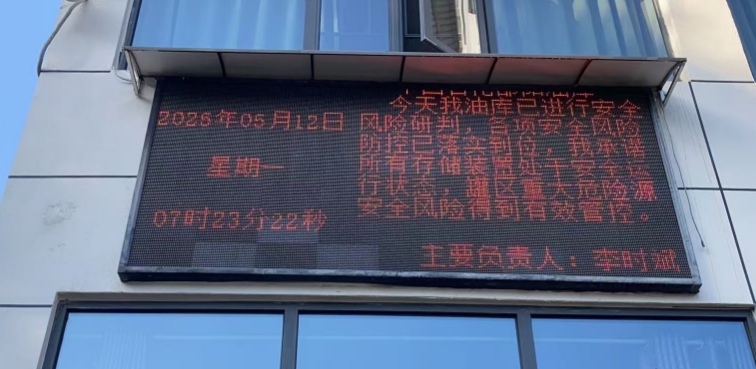 2025年05月12日
星期一
07时23分22秒
今天我油库已进行安全
风险研判，各项安全风险
防控已落实到位，我承诺
所有存储装置处于安全运
行状态，罐区重大危险源
安全风险得到有效管控。
主要负责人：李时斌